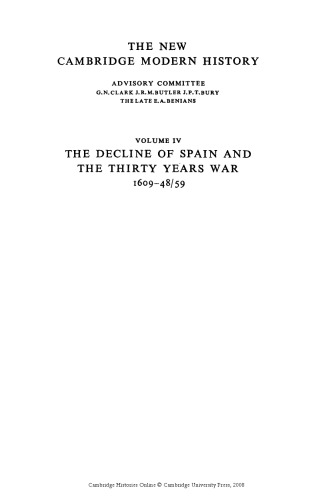 THE NEW
CAMBRIDGE MODERN HISTORY
ADVISORY COMMITTEE
G.N.CLARK J.R.M.BUTLER J.P.T.BURY
THE LATE E.A.BENIANS
VOLUME IV
THE DECLINE OF SPAIN AND
THE THIRTY YEARS WAR
1609–48/59
Cambridge Histories Online © Cambridge University Press, 2008